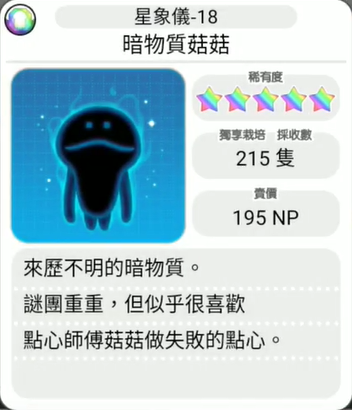 星象儀-18
暗物質菇菇
稀有度
獨享栽培 採收數
215 隻
賣價
195 NP
來歷不明的暗物質。
謎團重重，但似乎很喜歡
點心師傅菇菇做失敗的點心。